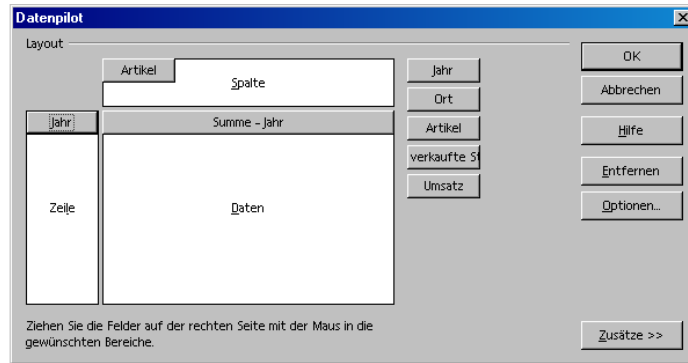 Datenpilot
Layout
Artikel
Spalte
Jahr
Summe - Jahr
Zeile
Daten
Jahr
Ort
Artikel
verkaufte St
Umsatz
OK
Abbrechen
Hilfe
Entfernen
Optionen...
Zusätze >>
Ziehen Sie die Felder auf der rechten Seite mit der Maus in die
gewünschten Bereiche.